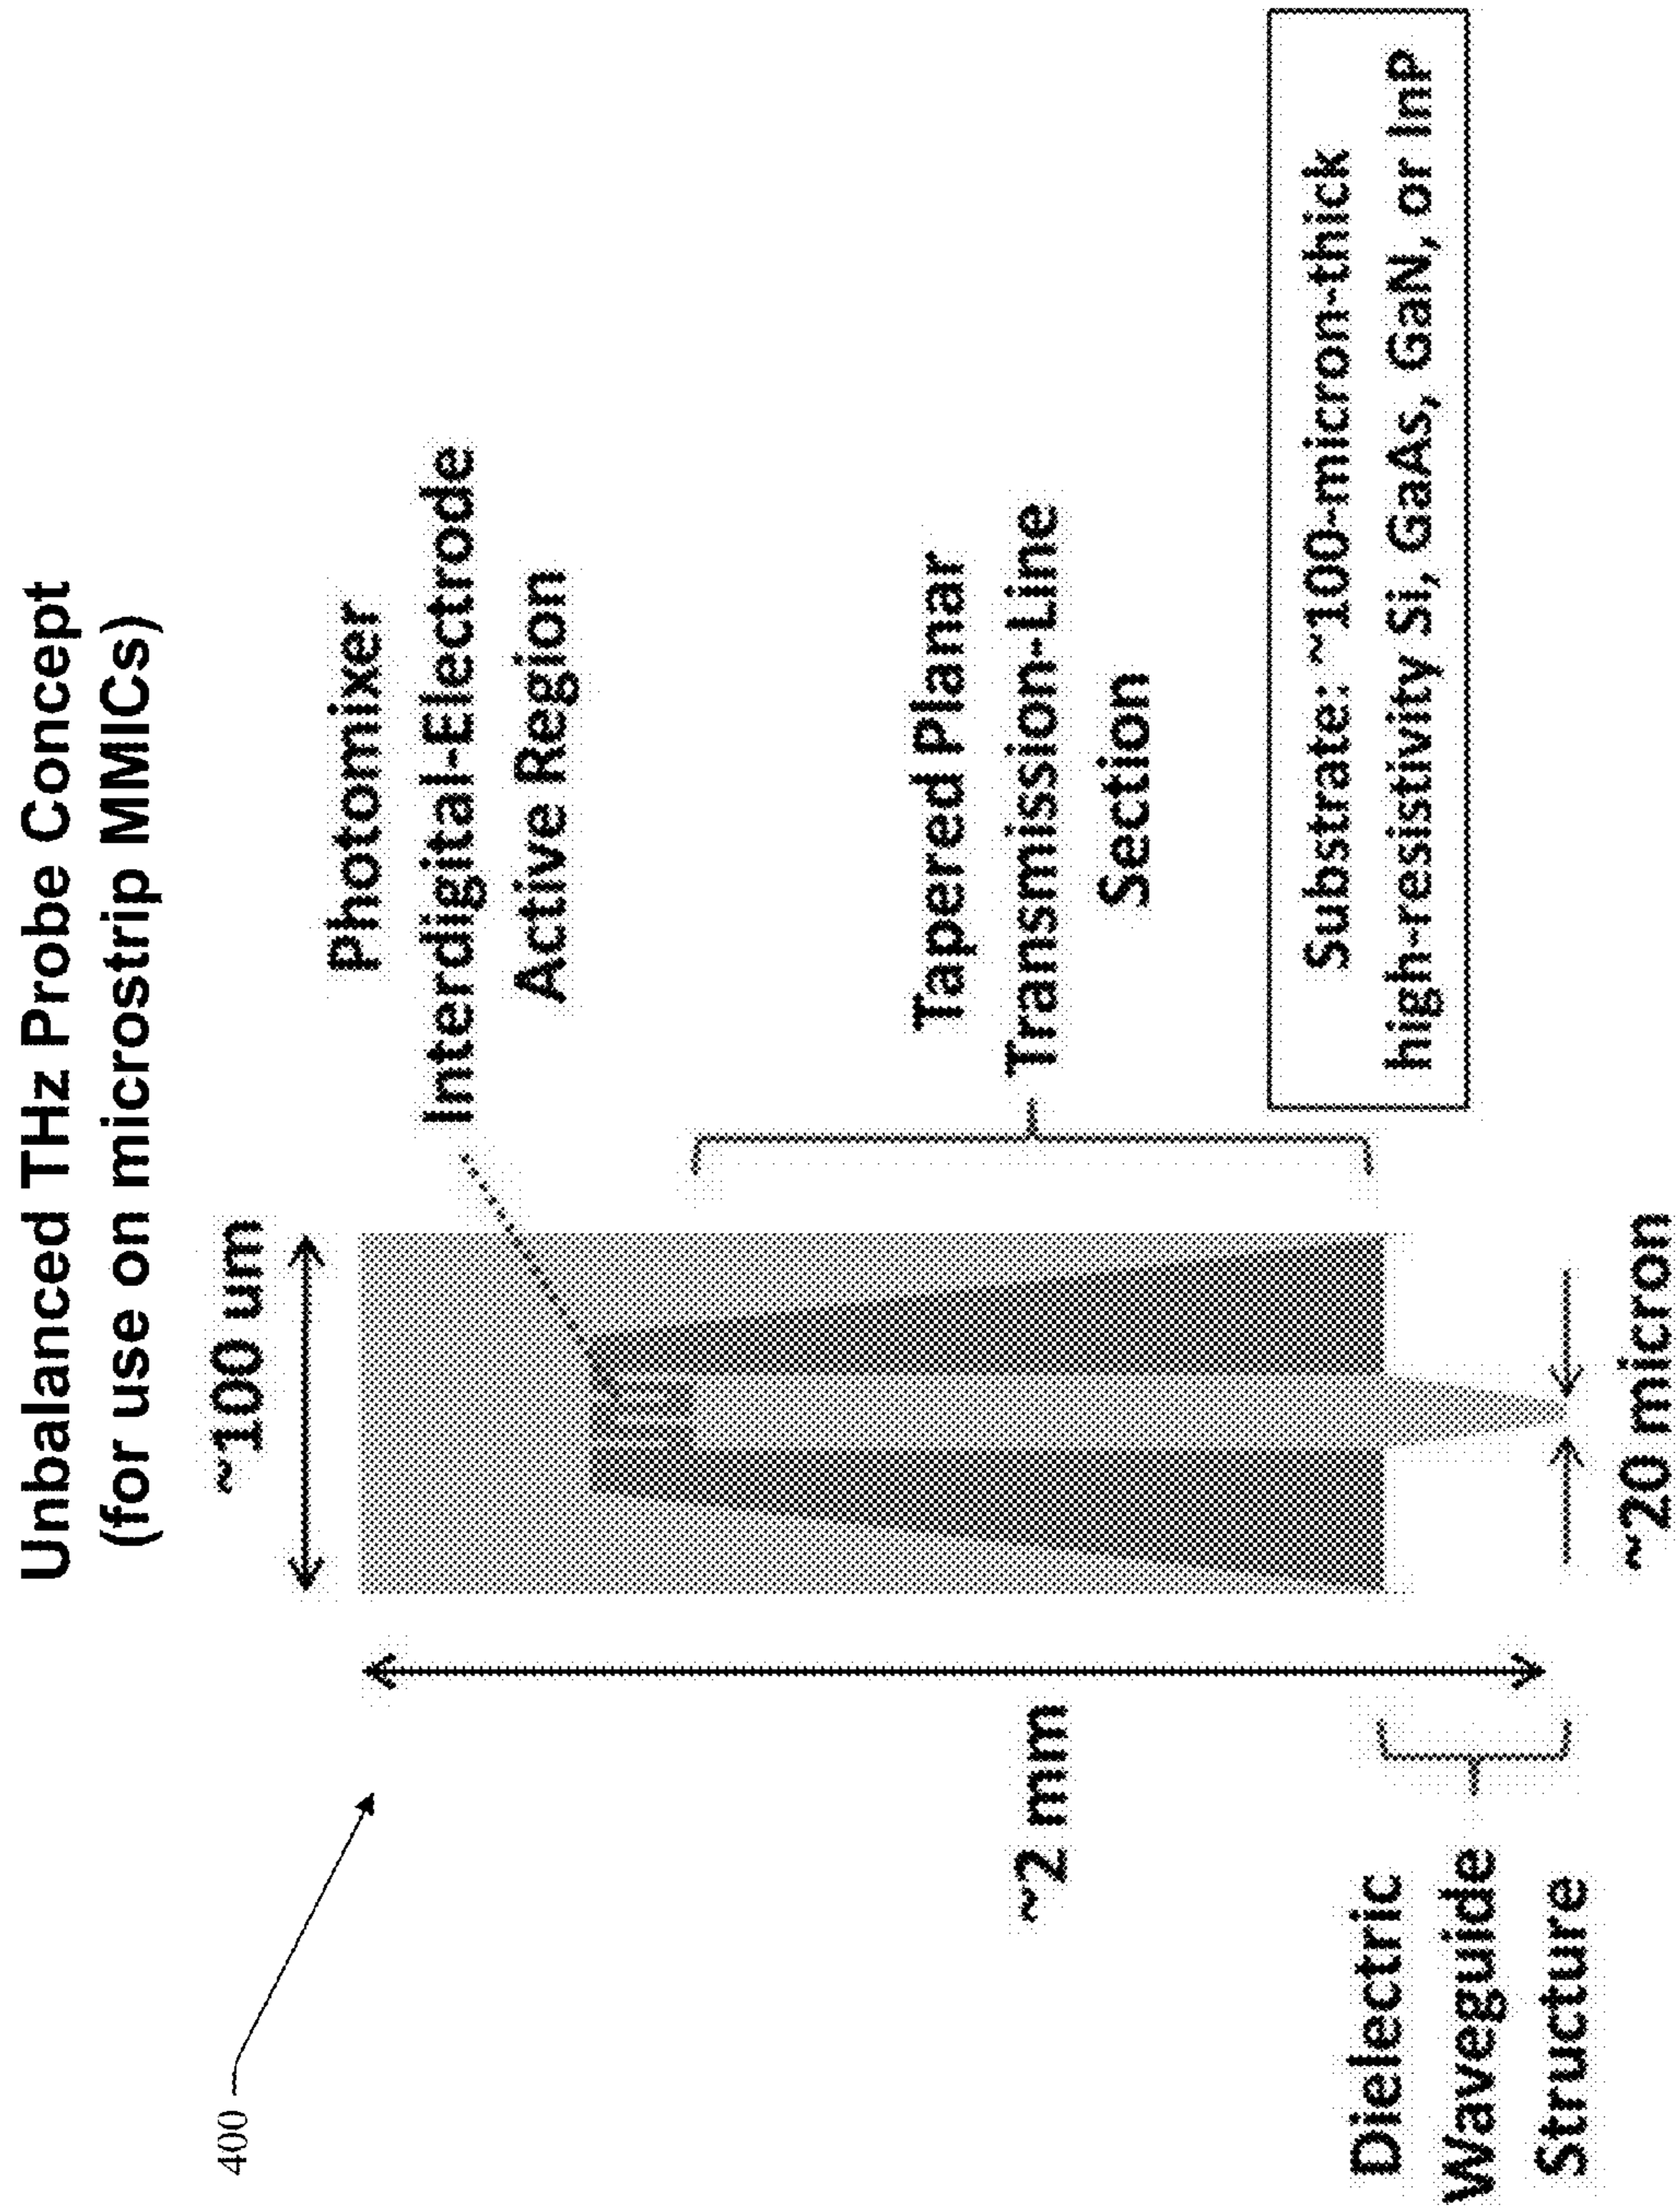 Unbalanced THz Probe Concept
(for use on microstrip MMICs)
400
~100 um
Photomixer
Interdigital-Electrode
Active Region
~2 mm
Tapered Planar
Transmission-Line
Section
Dielectric
Waveguide
Structure
~20 micron
Substrate: ~100-micron-thick
high-resistivity Si, GaAs, GaN, or InP